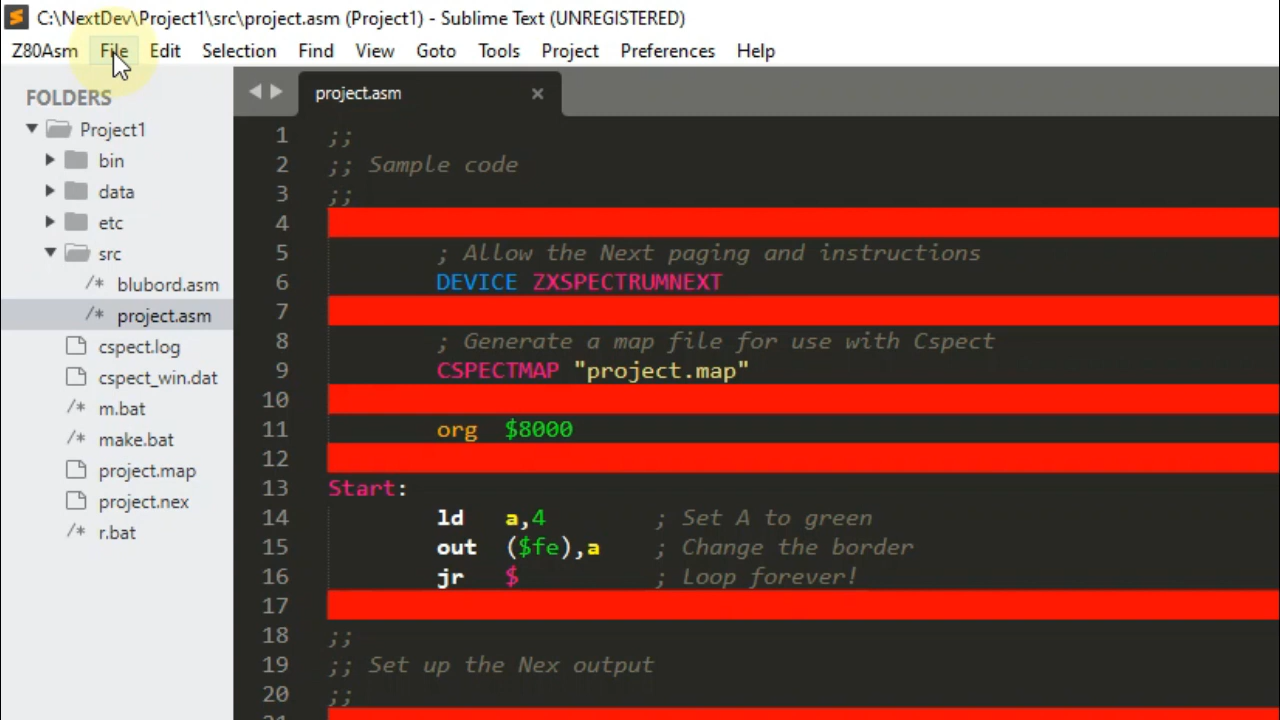 C:\NextDev\Project1\src\project.asm (Project1) - Sublime Text (UNREGISTERED)
Z80Asm File Edit Selection Find View Goto Tools Project Preferences Help
FOLDERS
Project1
bin
data
etc
src
/* blubord.asm
/* project.asm
cspect.log
cspect_win.dat
/* m.bat
/* make.bat
project.map
project.nex
/* r.bat
project.asm ×
1 ;;
2 ;; Sample code
3 ;;
4
5 ; Allow the Next paging and instructions
6 DEVICE ZXSPECTRUMNEXT
7
8 ; Generate a map file for use with Cspect
9 CSPECTMAP "project.map"
10
11 org $8000
12
13 Start:
14 ld a,4 ; Set A to green
15 out ($fe),a ; Change the border
16 jr $ ; Loop forever!
17
18 ;;
19 ;; Set up the Nex output
20 ;;